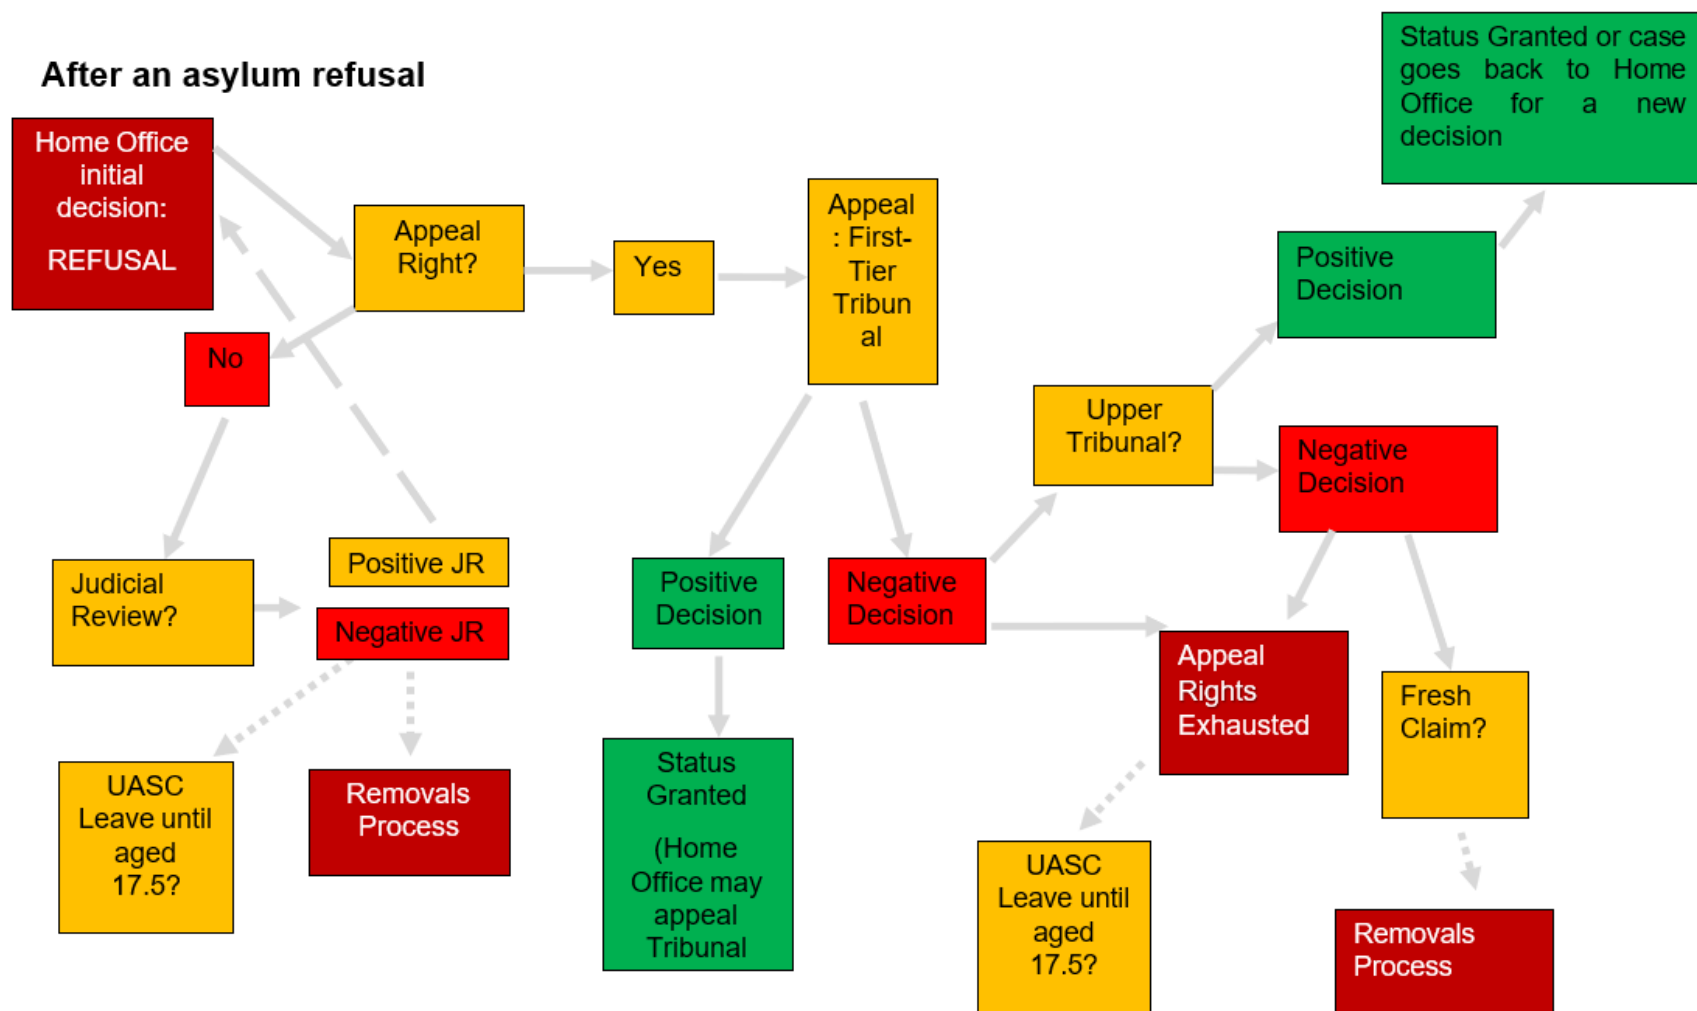 After an asylum refusal
Home Office
initial
decision:
REFUSAL
Appeal
Right?
Yes
No
Appeal
: First-
Tier
Tribun
al
Judicial
Review?
Positive JR
Negative JR
UASC
Leave until
aged
17.5?
Removals
Process
Positive
Decision
Status
Granted
(Home
Office may
appeal
Tribunal
Negative
Decision
Upper
Tribunal?
Positive
Decision
Status Granted or case
goes back to Home
Office for a new
decision
Negative
Decision
Appeal
Rights
Exhausted
Fresh
Claim?
UASC
Leave until
aged
17.5?
Removals
Process